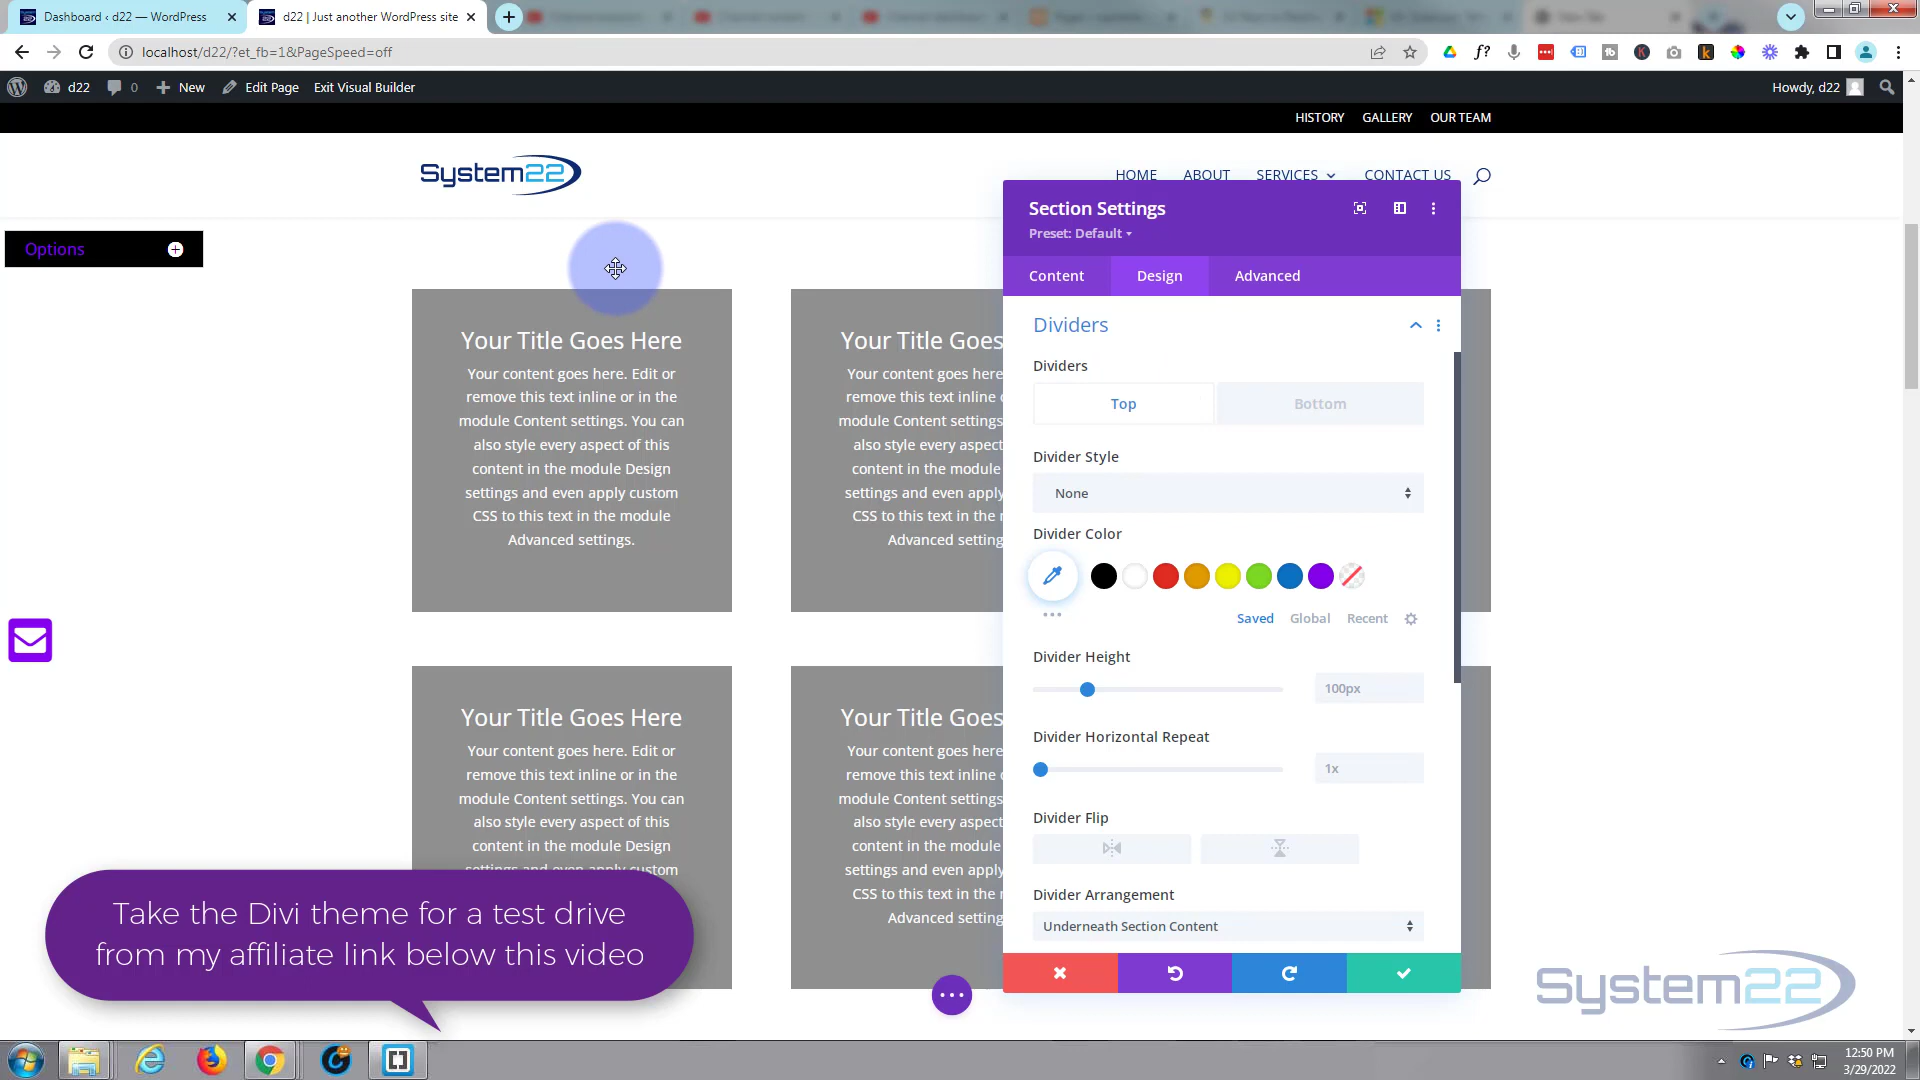 Dashboard ‹ d22 — WordPress
d22 | Just another WordPress site
localhost/d22/?et_fb=1&PageSpeed=off
d22
0
New
Edit Page
Exit Visual Builder
Howdy, d22
HISTORY
GALLERY
OUR TEAM
System22
HOME
ABOUT
SERVICES
CONTACT US
Options
Section Settings
Preset: Default
Content
Design
Advanced
Your Title Goes Here
Your content goes here. Edit or
remove this text inline or in the
module Content settings. You can
also style every aspect of this
content in the module Design
settings and even apply custom
CSS to this text in the module
Advanced settings.
Your Title Goes
Your content goes here
remove this text inline
module Content settings
also style every aspect
content in the module
settings and even apply
CSS to this text in the
Advanced setting
Dividers
Dividers
Top
Bottom
Divider Style
None
Divider Color
Saved
Global
Recent
Divider Height
100px
Divider Horizontal Repeat
1x
Divider Flip
Divider Arrangement
Underneath Section Content
Your Title Goes Here
Your content goes here. Edit or
remove this text inline or in the
module Content settings. You can
also style every aspect of this
content in the module Design
settings and even apply custom
Your Title Goes
Your content goes here
remove this text inline
module Content settings
also style every aspect
content in the module
settings and even apply
CSS to this text in the
Advanced setting
Take the Divi theme for a test drive
from my affiliate link below this video
System22
12:50 PM
3/29/2022